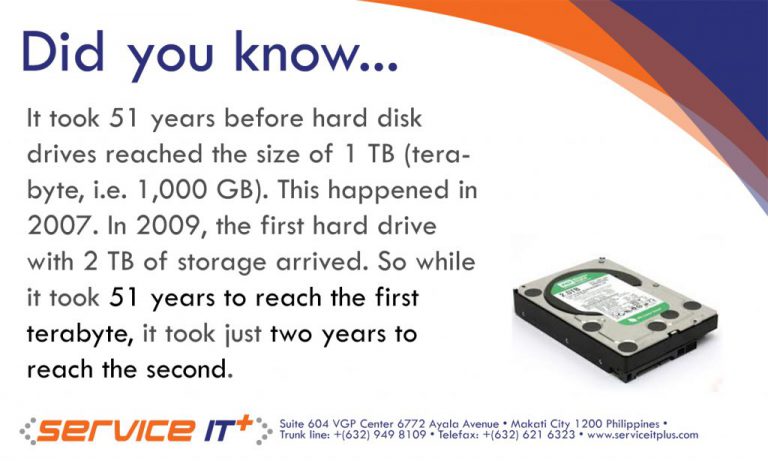 Did you know...
It took 51 years before hard disk
drives reached the size of 1 TB (tera-
byte, i.e. 1,000 GB). This happened in
2007. In 2009, the first hard drive
with 2 TB of storage arrived. So while
it took 51 years to reach the first
terabyte, it took just two years to
reach the second.
2.0TB
SERVICE IT+
Suite 604 VGP Center 6772 Ayala Avenue • Makati City 1200 Philippines •
Trunk line: +(632) 949 8109 • Telefax: +(632) 621 6323 • www.serviceitplus.com